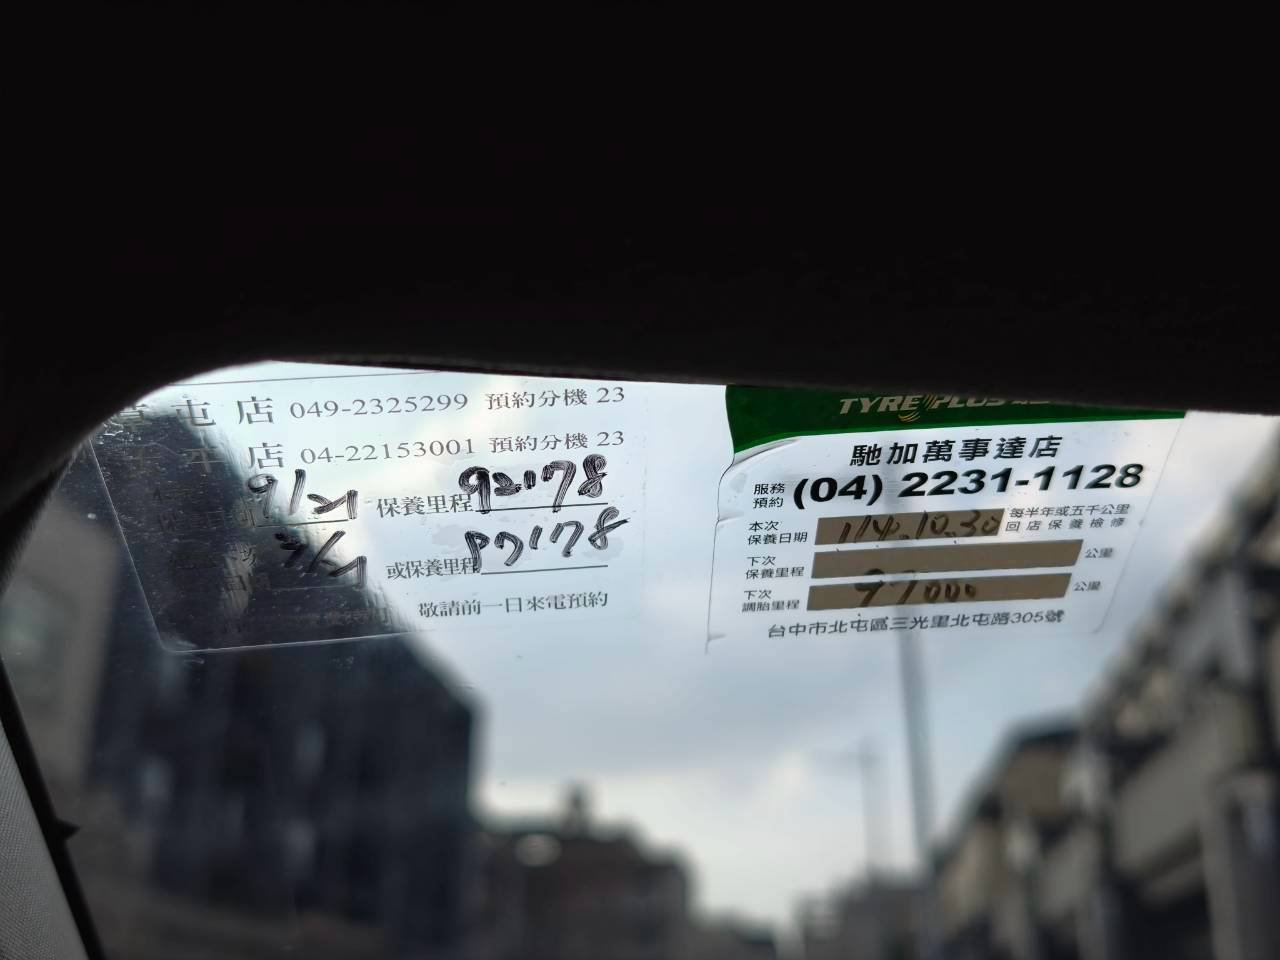 屯店 049-2325299 預約分機 23
店 04-22153001 預約分機 23
保養里程 92178
或保養里程 97178
敬請前一日來電預約
TYREPLUS
馳加萬事達店
服務預約 (04) 2231-1128
本次保養日期 114.10.30 每半年或五千公里回店保養檢修
下次保養里程 公里
下次調胎里程 97000 公里
台中市北屯區三光里北屯路305號